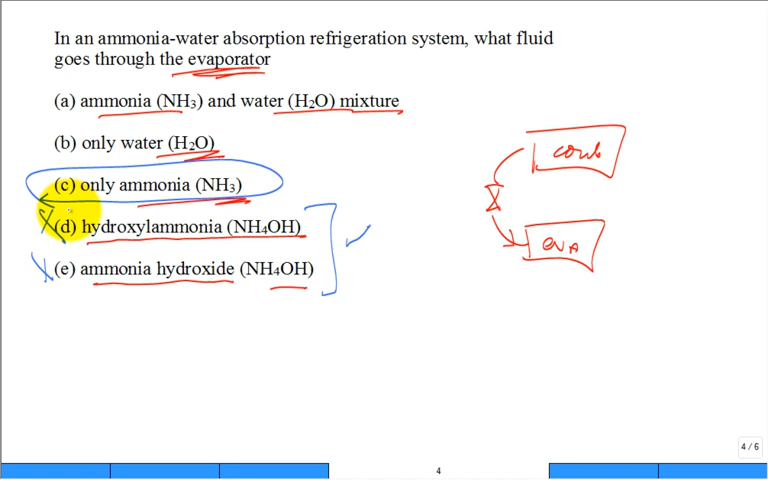 In an ammonia-water absorption refrigeration system, what fluid
goes through the evaporator
(a) ammonia (NH₃) and water (H₂O) mixture
(b) only water (H₂O)
(c) only ammonia (NH₃)
(d) hydroxylammonia (NH₄OH)
(e) ammonia hydroxide (NH₄OH)
evA
4 / 6
4